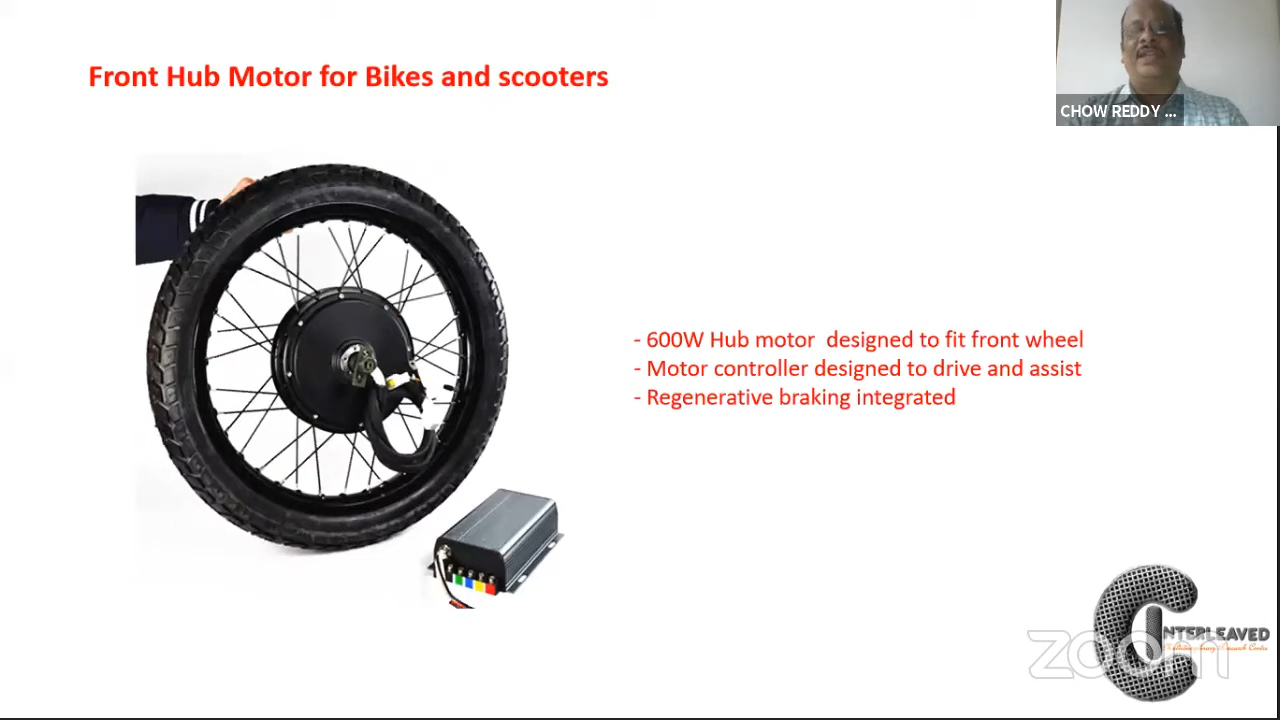 Front Hub Motor for Bikes and scooters
CHOW REDDY ...
- 600W Hub motor designed to fit front wheel
- Motor controller designed to drive and assist
- Regenerative braking integrated
INTERLEAVED
zoom